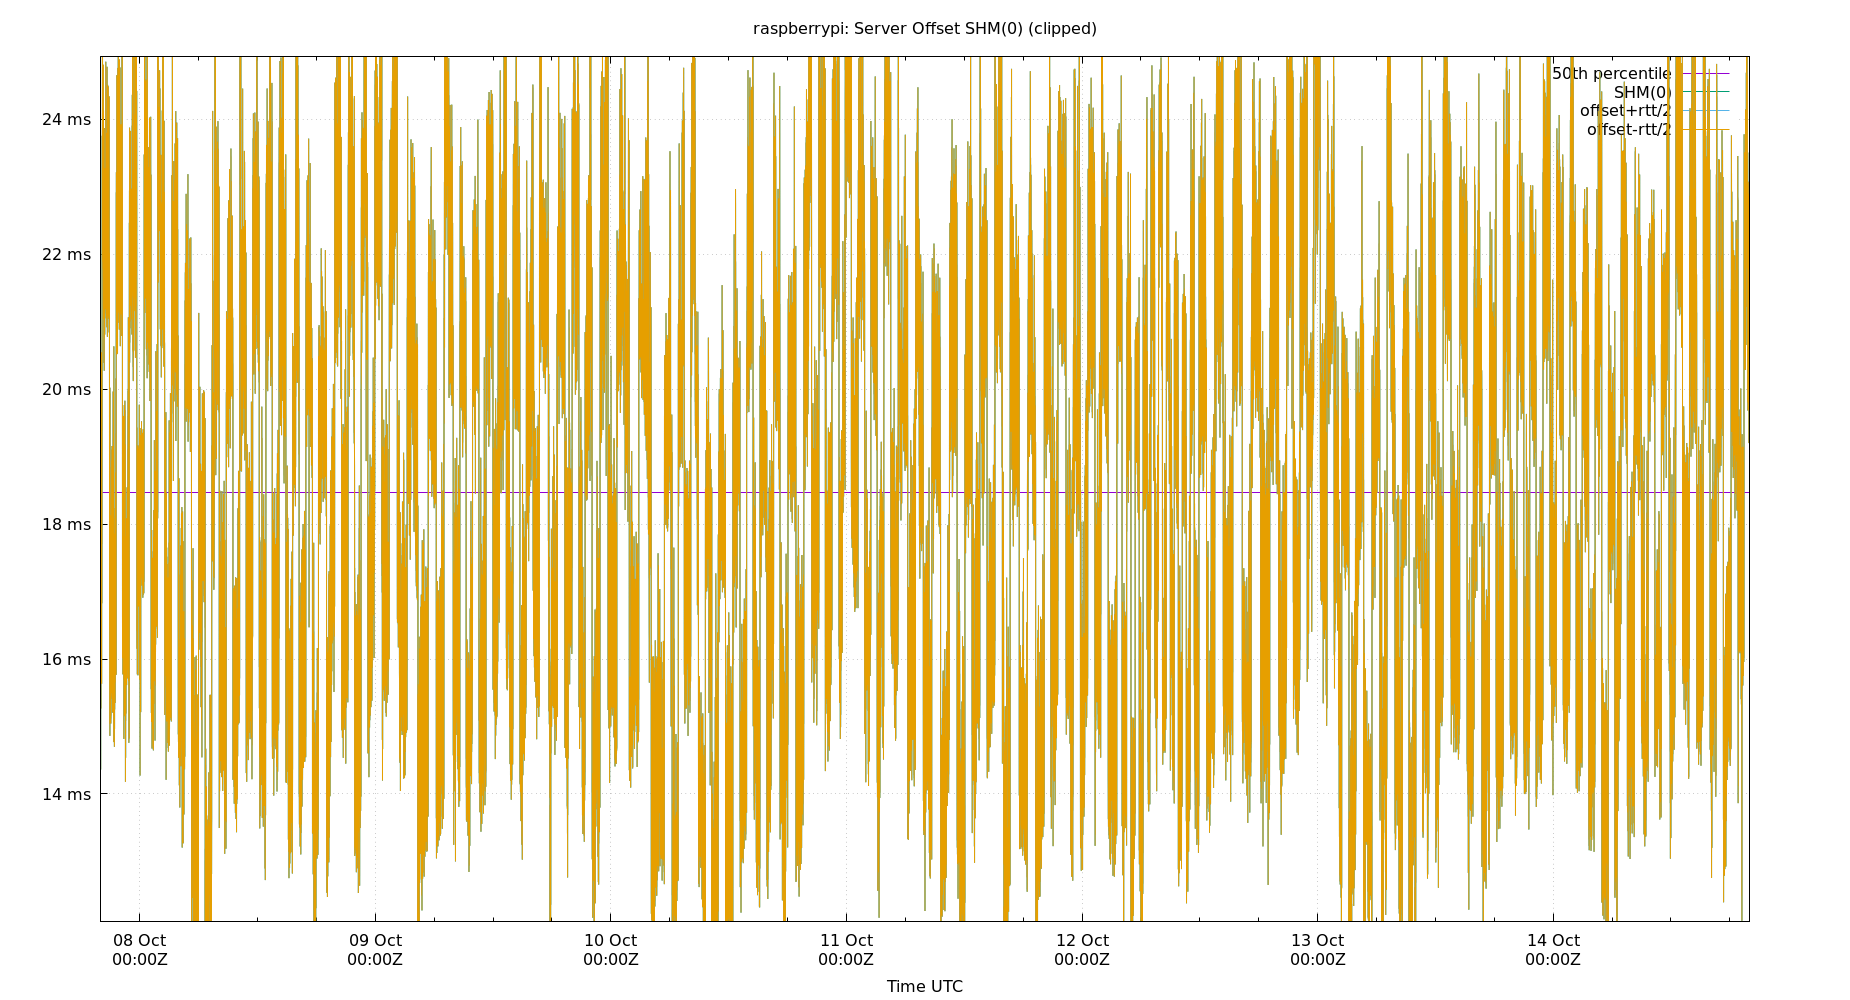 raspberrypi: Server Offset SHM(0) (clipped)
50th percentile
SHM(0)
offset+rtt/2
offset-rtt/2
24 ms
22 ms
20 ms
18 ms
16 ms
14 ms
08 Oct 09 Oct 10 Oct 11 Oct 12 Oct 13 Oct 14 Oct
00:00Z 00:00Z 00:00Z 00:00Z 00:00Z 00:00Z 00:00Z
Time UTC